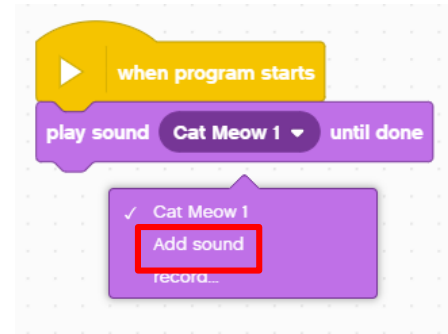 when program starts
play sound Cat Meow 1 until done
✓ Cat Meow 1
Add sound
record...